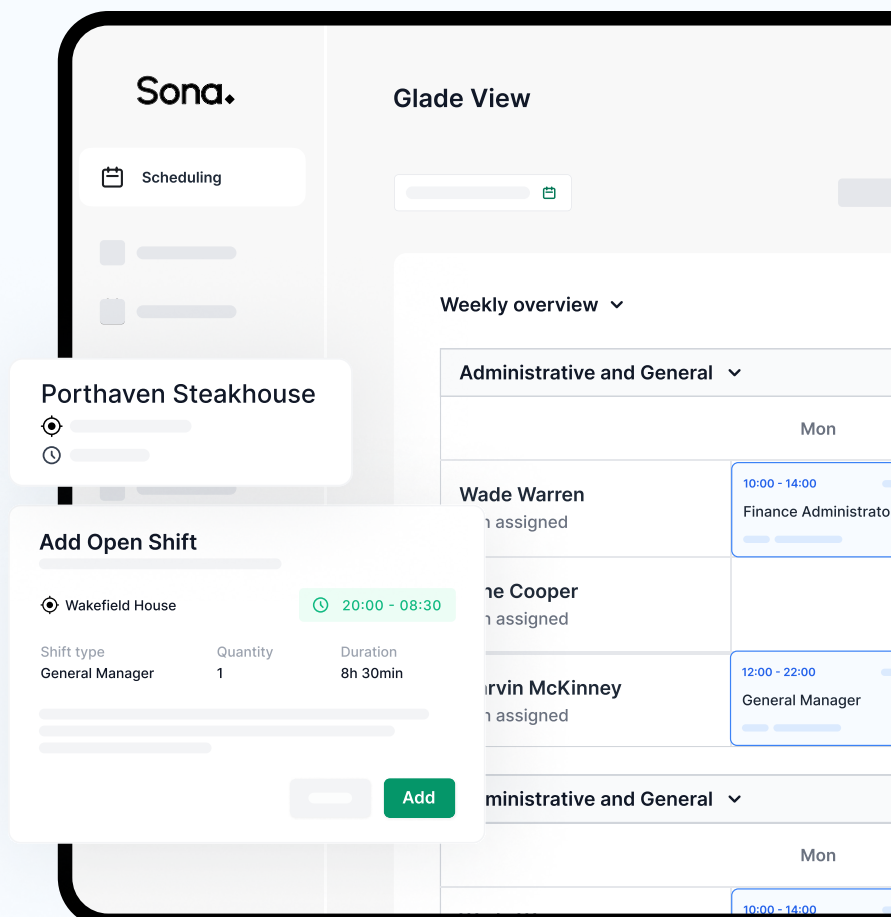 Sona.
Scheduling
Glade View
Weekly overview
Administrative and General
Mon
Wade Warren
assigned
10:00 - 14:00
Finance Administrato
Cooper
assigned
McKinney
assigned
12:00 - 22:00
General Manager
ministrative and General
Mon
10:00 - 14:00
Porthaven Steakhouse
Add Open Shift
Wakefield House
20:00 - 08:30
Shift type
Quantity
Duration
General Manager
1
8h 30min
Add